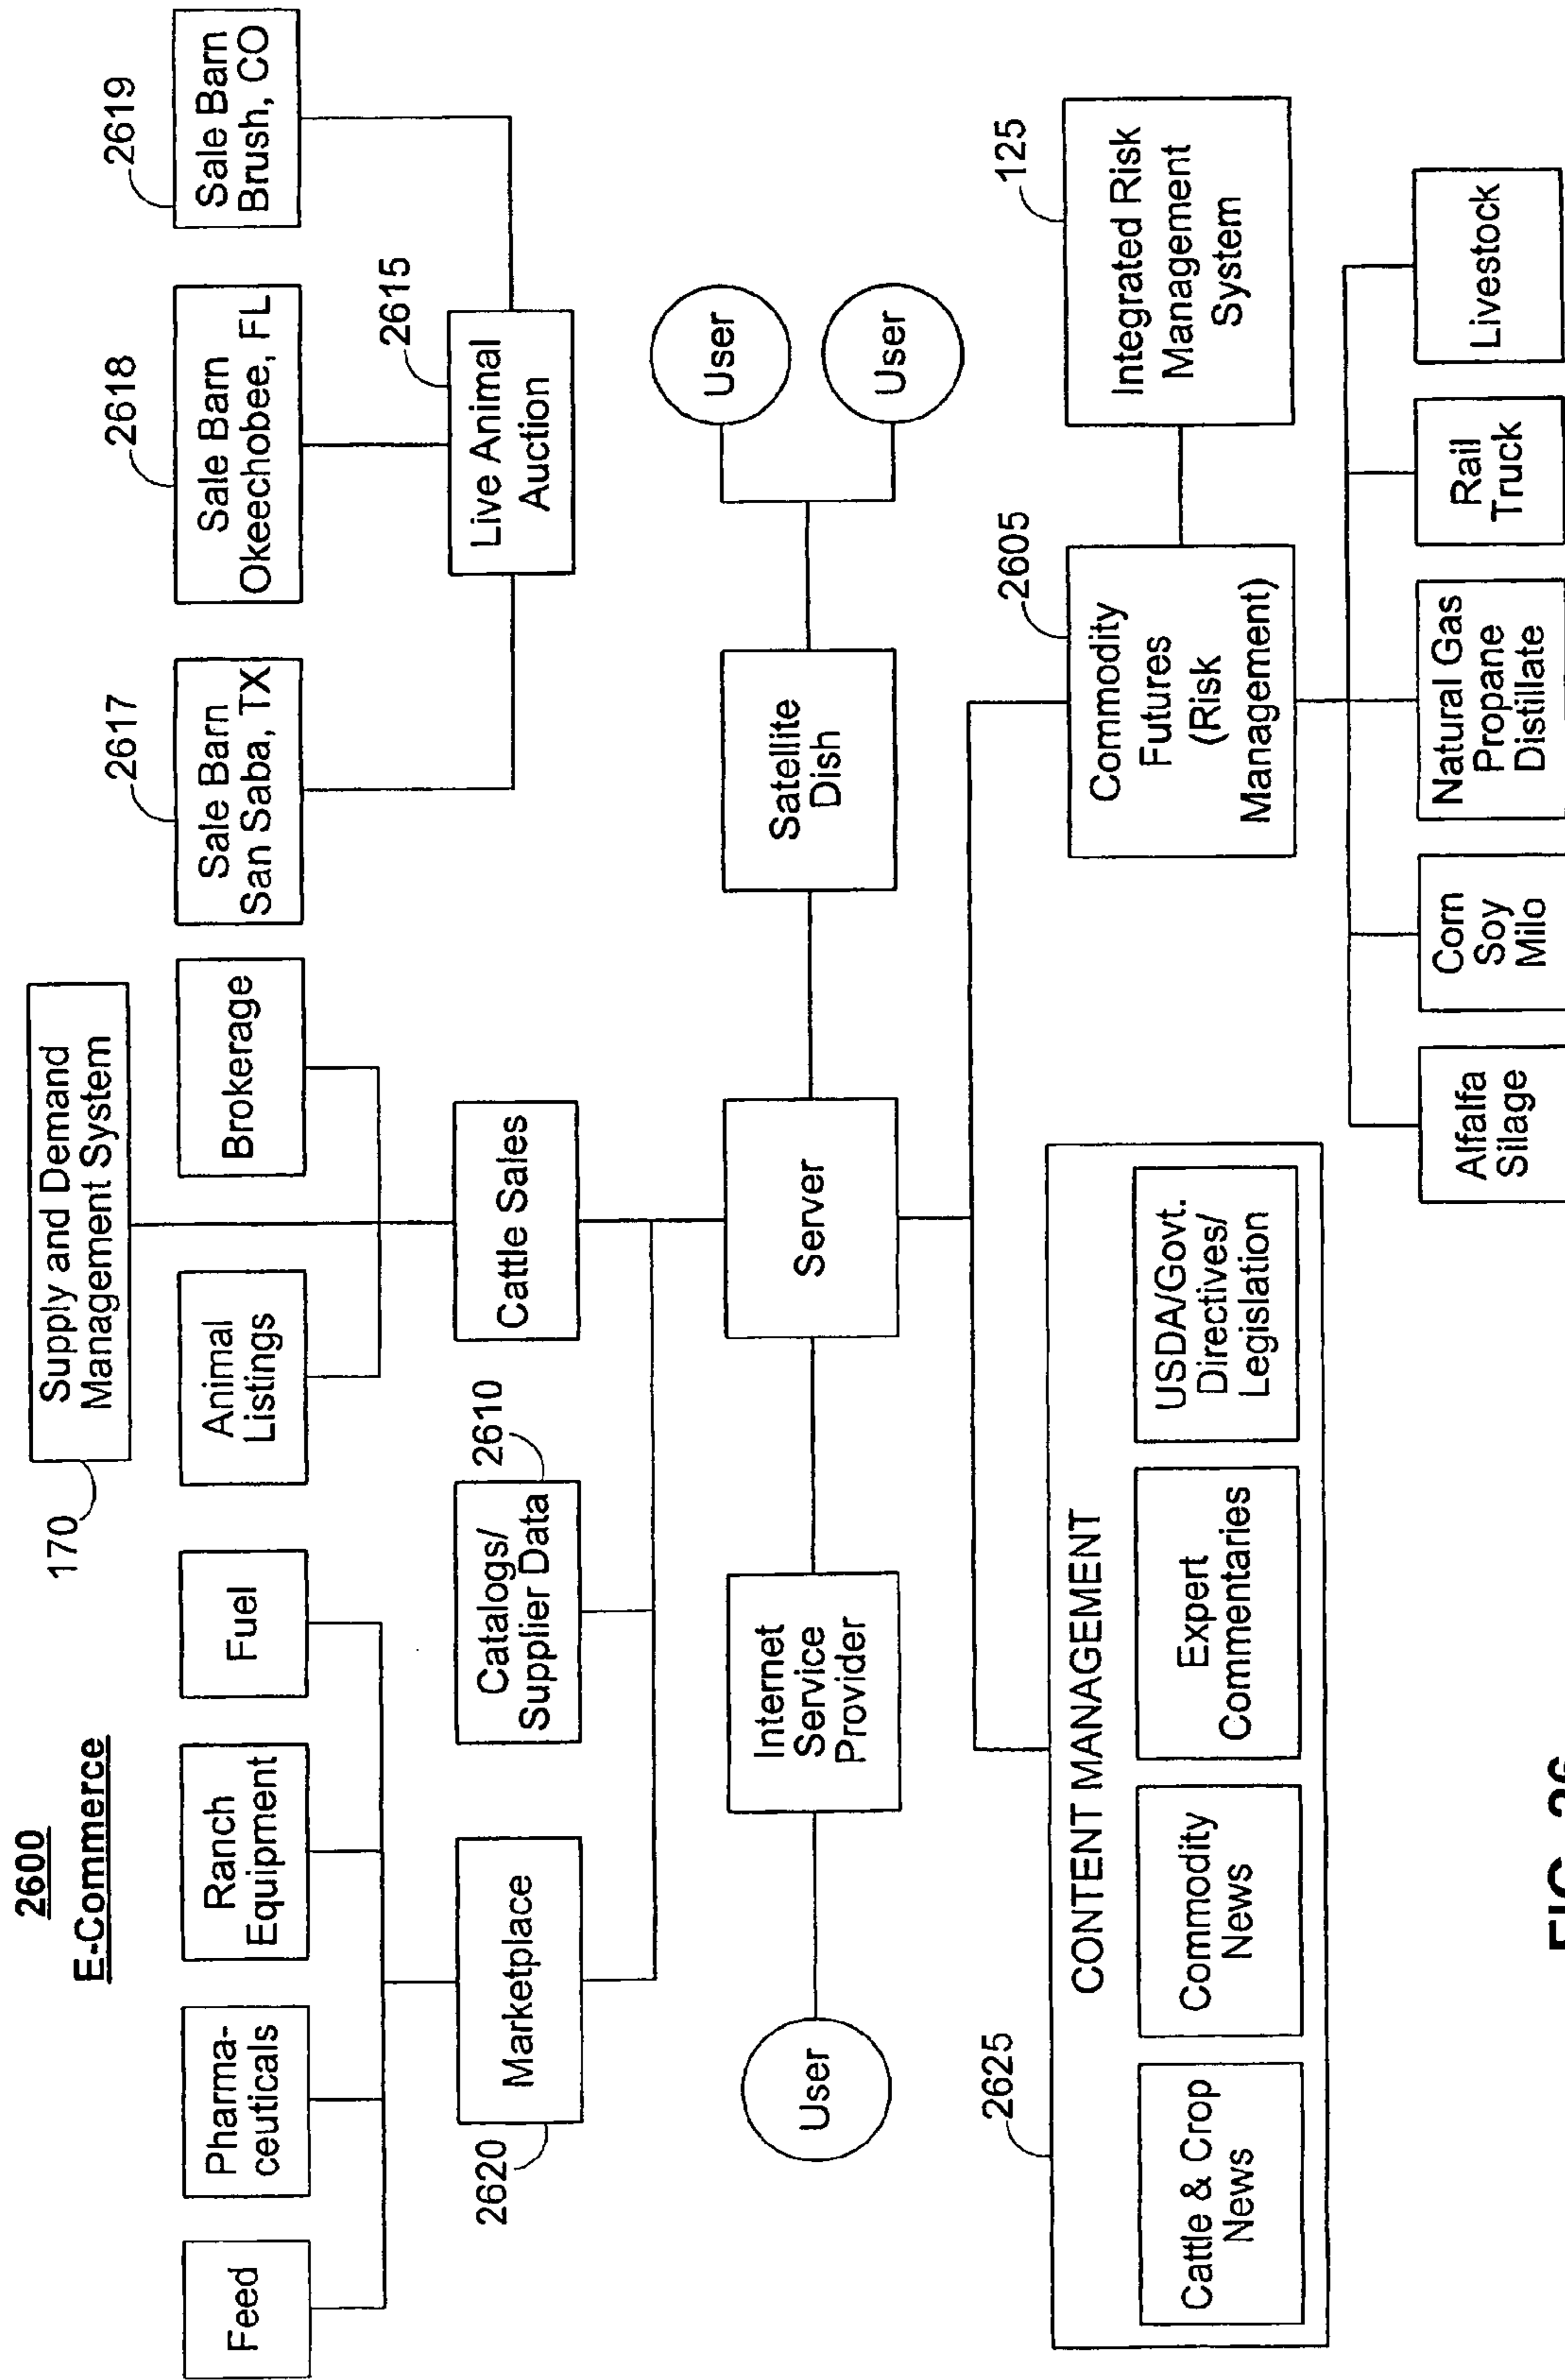 2600
E-Commerce
170
Supply and Demand
Management System
Feed
Pharma-
ceuticals
Ranch
Equipment
Fuel
Animal
Listings
Brokerage
2617
Sale Barn
San Saba, TX
2618
Sale Barn
Okeechobee, FL
2619
Sale Barn
Brush, CO
2620
Marketplace
Catalogs/
Supplier Data
2610
Cattle Sales
Live Animal
Auction
2615
User
Internet
Service
Provider
Server
Satellite
Dish
User
User
2625
CONTENT MANAGEMENT
Cattle & Crop
News
Commodity
News
Expert
Commentaries
USDA/Govt.
Directives/
Legislation
2605
Commodity
Futures
(Risk
Management)
125
Integrated Risk
Management
System
Alfalfa
Silage
Corn
Soy
Milo
Natural Gas
Propane
Distillate
Rail
Truck
Livestock
FIG. 26